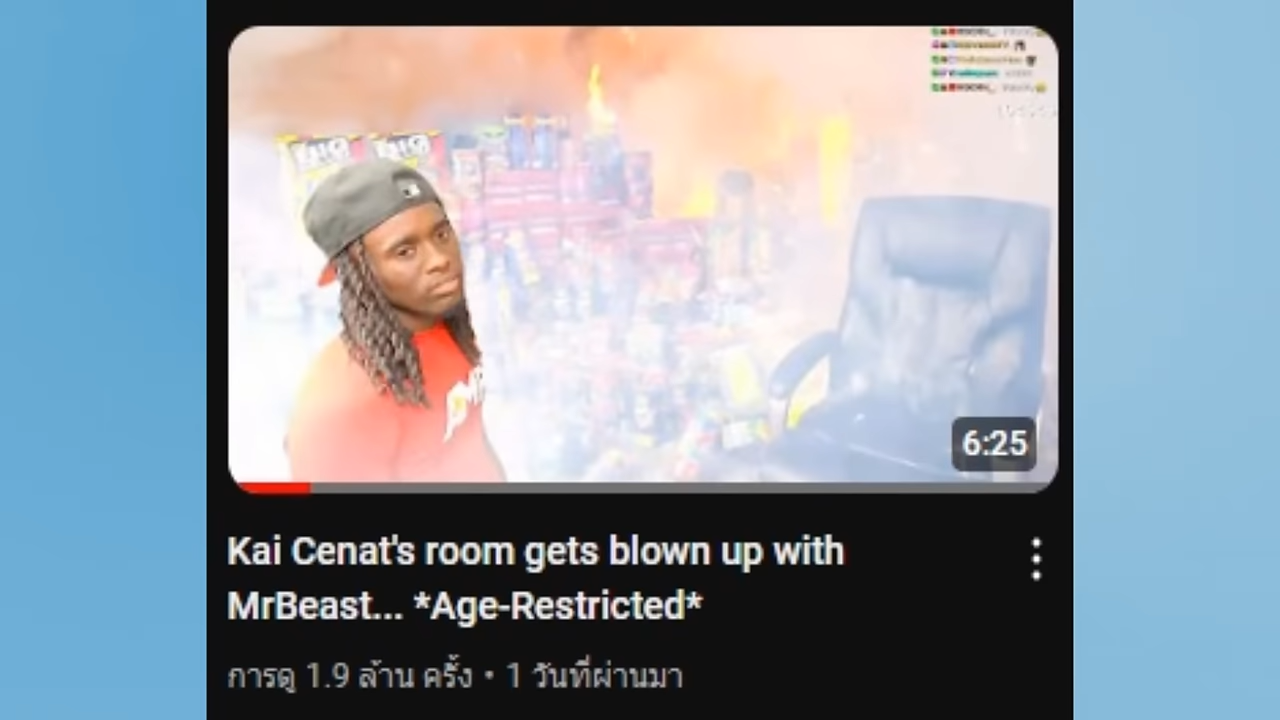 6:25
Kai Cenat's room gets blown up with
MrBeast... *Age-Restricted*
การดู 1.9 ล้าน ครั้ง • 1 วันที่ผ่านมา